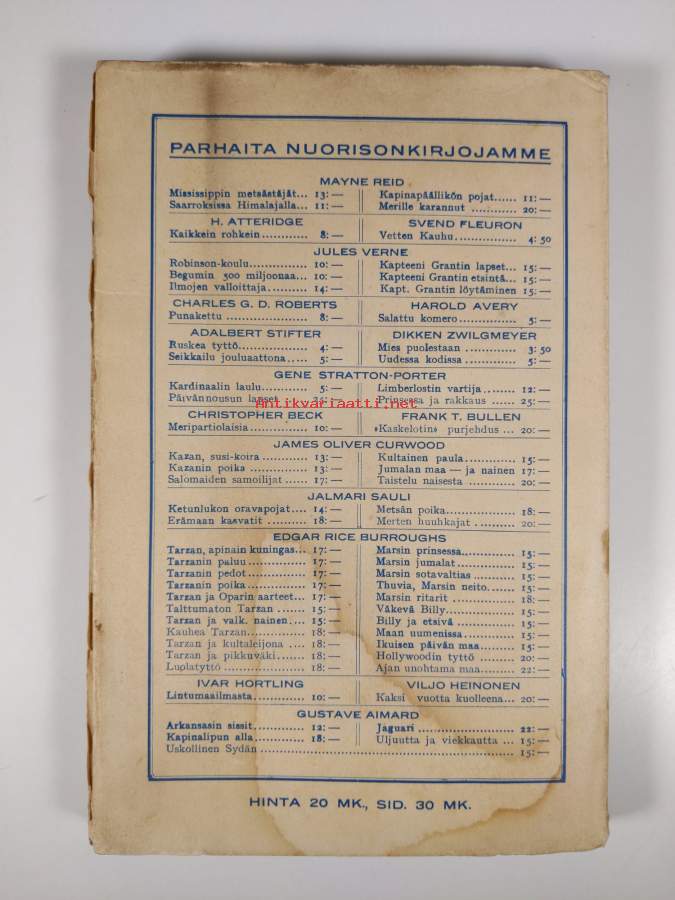 PARHAITA NUORISONKIRJOJAMME
MAYNE REID
Mississippin metsästäjät... 13: —
Saarroksissa Himalajalla... 11: —
Kapinapäällikön pojat...... 11: —
Merille karannut ........... 20: —
H. ATTERIDGE
Kaikkein rohkein............. 8: —
SVEND FLEURON
Vetten Kauhu ................. 4: 50
JULES VERNE
Robinson-koulu.............. 10: —
Begumin 500 miljoonaa... 10: —
Ilmojen valloittaja........... 14: —
Kapteeni Grantin lapset... 15: —
Kapteeni Grantin etsintä... 15: —
Kapt. Grantin löytäminen 15: —
CHARLES G. D. ROBERTS
Punakettu ..................... 8: —
HAROLD AVERY
Salattu komero............... 5: —
ADALBERT STIFTER
Ruskea tyttö.................. 4: —
Seikkailu jouluaattona..... 5: —
DIKKEN ZWILGMEYER
Mies puolestaan ............ 3: 50
Uudessa kodissa ............ 5: —
GENE STRATTON-PORTER
Kardinaalin laulu............ 5: —
Päivännousun lapset
Limberlostin vartija......... 12: —
Prinsessa ja rakkaus ...... 25: —
Antikvariaatti.net
CHRISTOPHER BECK
Meripartiolaisia .............. 10: —
FRANK T. BULLEN
»Kaskelotin» purjehdus ... 20: —
JAMES OLIVER CURWOOD
Kazan, susi-koira ........... 13: —
Kazanin poika ............... 13: —
Salomaiden samoilijat ...... 17: —
Kultainen paula.............. 15: —
Jumalan maa — ja nainen 17: —
Taistelu naisesta ............ 20: —
JALMARI SAULI
Ketunlukon oravapojat.... 14: —
Erämaan kasvatit ........... 18: —
Metsän poika................. 18: —
Merten huuhkajat ........... 20: —
EDGAR RICE BURROUGHS
Tarzan, apinain kuningas... 17: —
Tarzanin paluu .............. 17: —
Tarzanin pedot .............. 17: —
Tarzanin poika .............. 17: —
Tarzan ja Oparin aarteet... 17: —
Talttumaton Tarzan ....... 15: —
Tarzan ja valk. nainen..... 15: —
Kauhea Tarzan.............. 18: —
Tarzan ja kultaleijona ..... 18: —
Tarzan ja pikkuväki........ 18: —
Luolatyttö .................... 18: —
Marsin prinsessa............. 15: —
Marsin jumalat .............. 15: —
Marsin sotavaltias .......... 15: —
Thuvia, Marsin neito....... 15: —
Marsin ritarit ................ 18: —
Väkevä Billy.................. 15: —
Billy ja etsivä ................ 15: —
Maan uumenissa ............ 15: —
Ikuisen päivän maa ........ 15: —
Hollywoodin tyttö .......... 20: —
Ajan unohtama maa........ 22: —
IVAR HORTLING
Lintumaailmasta............. 10: —
VILJO HEINONEN
Kaksi vuotta kuolleena... 20: —
GUSTAVE AIMARD
Arkansasin sissit ............ 12: —
Kapinalipun alla ............ 18: —
Jaguari ........................ 22: —
Uljuutta ja viekkautta ..... 15: —
Uskollinen Sydän ........................ 15: —
HINTA 20 MK., SID. 30 MK.